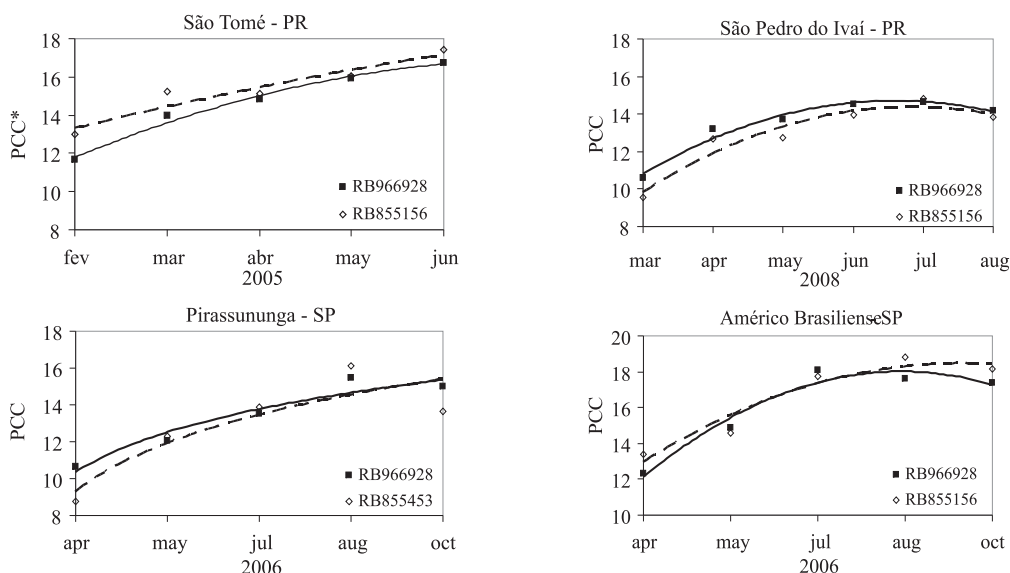 São Tomé - PR
18
16
14
12
10
8
PCC*
RB966928
RB855156
fev mar abr may jun
2005
São Pedro do Ivaí - PR
18
16
14
12
10
8
PCC
RB966928
RB855156
mar apr may jun jul aug
2008
Pirassununga - SP
18
16
14
12
10
8
PCC
RB966928
RB855453
apr may jul aug oct
2006
Américo Brasiliense-SP
20
18
16
14
12
10
PCC
RB966928
RB855156
apr may jul aug oct
2006